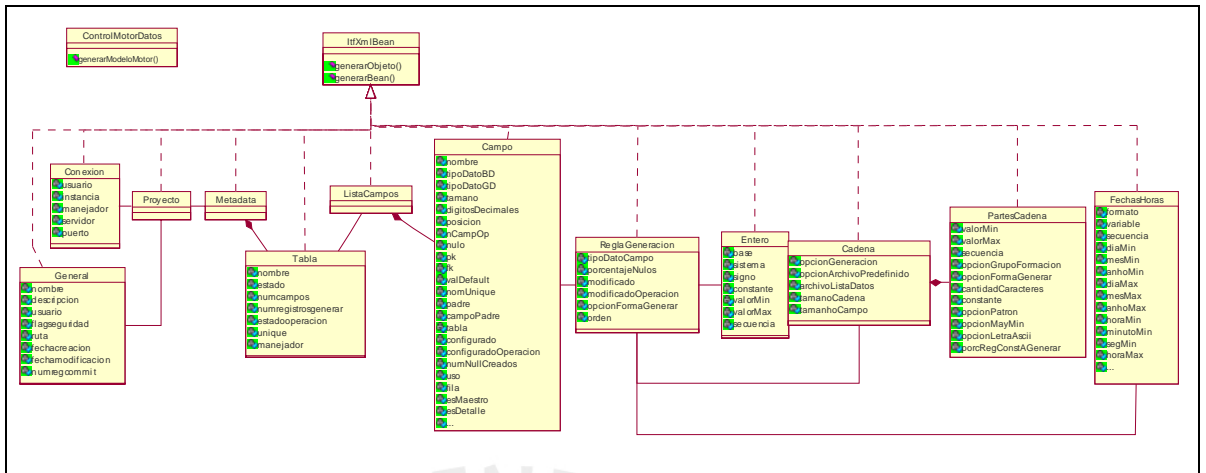 ControlMotorDatos
generarModeloMotor()
ItfXmlBean
generarObjeto()
generarBean()
Conexion
usuario
instancia
manejador
servidor
puerto
Proyecto
Metadata
ListaCampos
General
nombre
descipcion
usuario
flagseguridad
ruta
fechacreacion
fechamodificacion
numregcommit
Tabla
nombre
estado
numcampos
numregistrosgenerar
estadooperacion
unique
manejador
Campo
nombre
tipoDatoBD
tipoDatoGD
tamano
digitosDecimales
posicion
nCampOp
nulo
pk
fk
valDefault
nomUnique
padre
campoPadre
tabla
configurado
configuradoOperacion
numNullCreados
uso
fila
esMaestro
esDetalle
...
ReglaGeneracion
tipoDatoCampo
porcentajeNulos
modificado
modificadoOperacion
opcionFormaGenerar
orden
Entero
base
sistema
signo
constante
valorMin
valorMax
secuencia
Cadena
opcionGeneracion
opcionArchivoPredefinido
archivoListaDatos
tamanoCadena
tamanhoCampo
PartesCadena
valorMin
valorMax
secuencia
opcionGrupoFormacion
opcionFormaGenerar
cantidadCaracteres
constante
opcionPatron
opcionMayMin
opcionLetraAscii
porcRegConstAGenerar
FechasHoras
formato
variable
secuencia
diaMin
mesMin
anhoMin
diaMax
mesMax
anhoMax
horaMin
minutoMin
segMin
horaMax
...